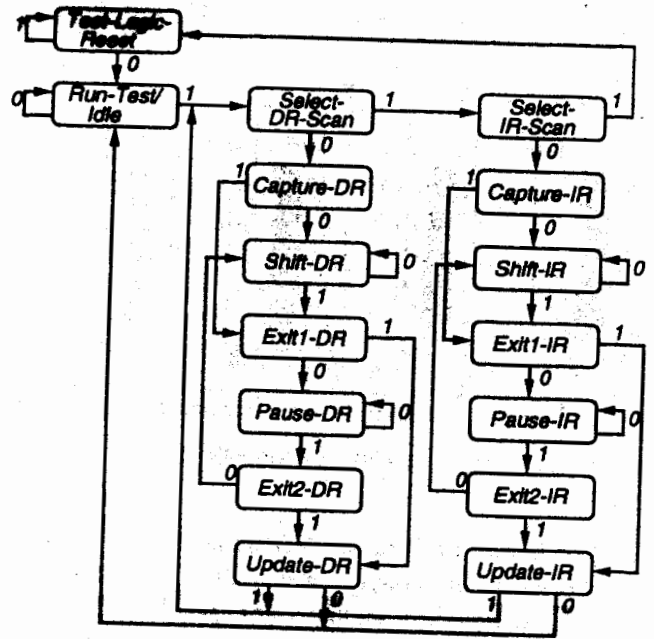 1
Test-Logic-
Reset
0
0
Run-Test/
Idle
1
Select-
DR-Scan
1
Select-
IR-Scan
1
0
0
1
Capture-DR
1
Capture-IR
0
0
Shift-DR
0
Shift-IR
0
1
1
Exit1-DR
1
Exit1-IR
1
0
0
Pause-DR
0
Pause-IR
0
1
1
0
Exit2-DR
0
Exit2-IR
1
1
Update-DR
Update-IR
1
0
1
0